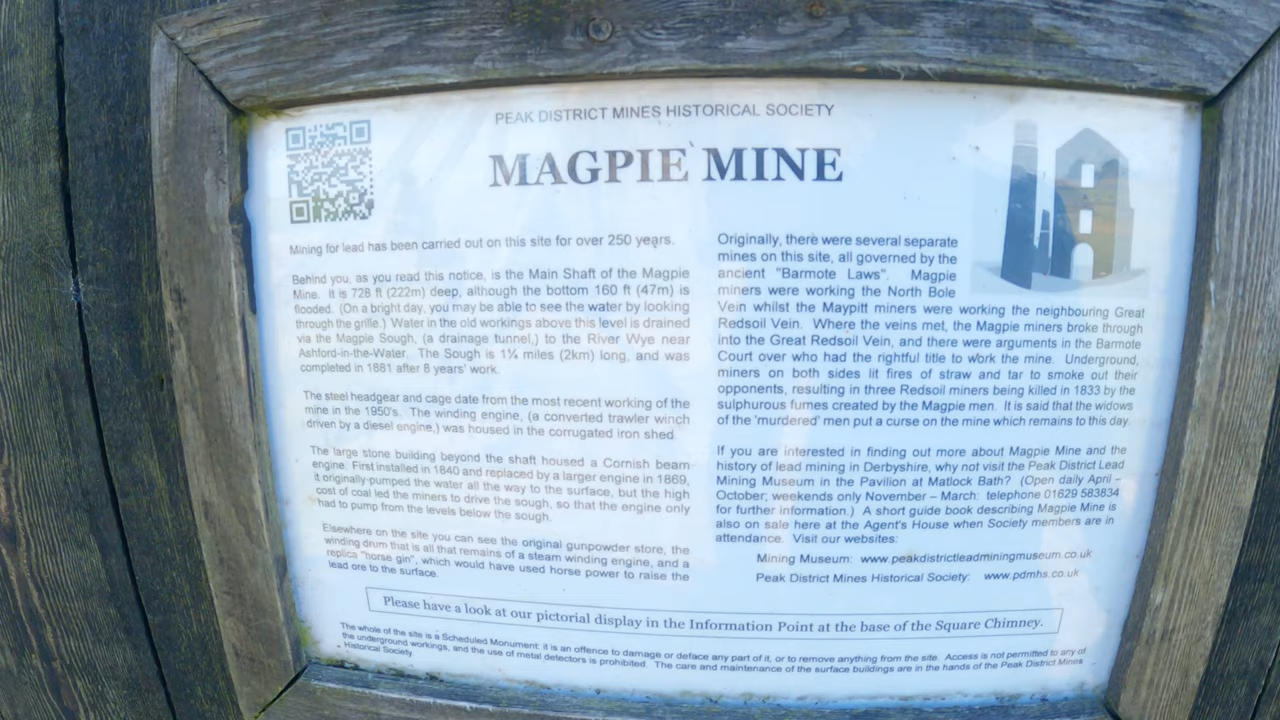 PEAK DISTRICT MINES HISTORICAL SOCIETY
MAGPIE MINE
Mining for lead has been carried out on this site for over 250 years.
Behind you, as you read this notice, is the Main Shaft of the Magpie
Mine. It is 728 ft (222m) deep, although the bottom 160 ft (47m) is
flooded. (On a bright day, you may be able to see the water by looking
through the grille.) Water in the old workings above this level is drained
via the Magpie Sough, (a drainage tunnel,) to the River Wye near
Ashford-in-the-Water. The Sough is 1¼ miles (2km) long, and was
completed in 1881 after 8 years' work.
The steel headgear and cage date from the most recent working of the
mine in the 1950's. The winding engine, (a converted trawler winch
driven by a diesel engine,) was housed in the corrugated iron shed.
The large stone building beyond the shaft housed a Cornish beam
engine. First installed in 1840 and replaced by a larger engine in 1869,
it originally pumped the water all the way to the surface, but the high
cost of coal led the miners to drive the sough, so that the engine only
had to pump from the levels below the sough.
Elsewhere on the site you can see the original gunpowder store, the
winding drum that is all that remains of a steam winding engine, and a
replica "horse gin", which would have used horse power to raise the
lead ore to the surface.
Originally, there were several separate
mines on this site, all governed by the
ancient "Barmote Laws". Magpie
miners were working the North Bole
Vein whilst the Maypitt miners were working the neighbouring Great
Redsoil Vein. Where the veins met, the Magpie miners broke through
into the Great Redsoil Vein, and there were arguments in the Barmote
Court over who had the rightful title to work the mine. Underground,
miners on both sides lit fires of straw and tar to smoke out their
opponents, resulting in three Redsoil miners being killed in 1833 by the
sulphurous fumes created by the Magpie men. It is said that the widows
of the 'murdered' men put a curse on the mine which remains to this day.
If you are interested in finding out more about Magpie Mine and the
history of lead mining in Derbyshire, why not visit the Peak District Lead
Mining Museum in the Pavilion at Matlock Bath? (Open daily April –
October; weekends only November – March: telephone 01629 583834
for further information.) A short guide book describing Magpie Mine is
also on sale here at the Agent's House when Society members are in
attendance. Visit our websites:
Mining Museum: www.peakdistrictleadminingmuseum.co.uk
Peak District Mines Historical Society: www.pdmhs.co.uk
Please have a look at our pictorial display in the Information Point at the base of the Square Chimney.
The whole of the site is a Scheduled Monument: it is an offence to damage or deface any part of it, or to remove anything from the site. Access is not permitted to any of
the underground workings, and the use of metal detectors is prohibited. The care and maintenance of the surface buildings are in the hands of the Peak District Mines
Historical Society.